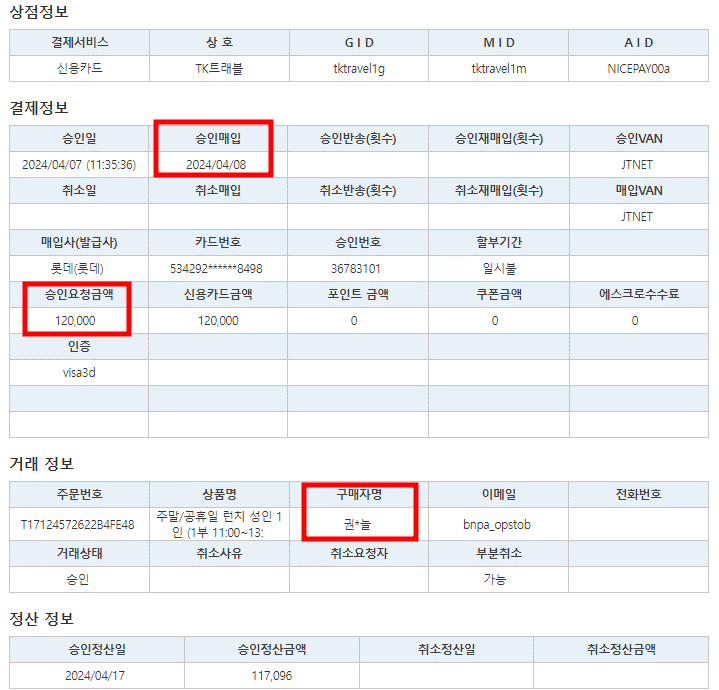 상점정보
결제서비스 상 호 G I D M I D A I D
신용카드 TK트래블 tktravel1g tktravel1m NICEPAY00a
결제정보
승인일 승인매입 승인반송(횟수) 승인재매입(횟수) 승인VAN
2024/04/07 (11:35:36) 2024/04/08 JTNET
취소일 취소매입 취소반송(횟수) 취소재매입(횟수) 매입VAN
JTNET
매입사(발급사) 카드번호 승인번호 할부기간
롯데(롯데) 534292******8498 36783101 일시불
승인요청금액 신용카드금액 포인트 금액 쿠폰금액 에스크로수수료
120,000 120,000 0 0 0
인증
visa3d
거래 정보
주문번호 상품명 구매자명 이메일 전화번호
T17124572622B4FE48 주말/공휴일 런치 성인 1 권*늘 bnpa_opstob
인 (1부 11:00~13:
거래상태 취소사유 취소요청자 부분취소
승인 가능
정산 정보
승인정산일 승인정산금액 취소정산일 취소정산금액
2024/04/17 117,096